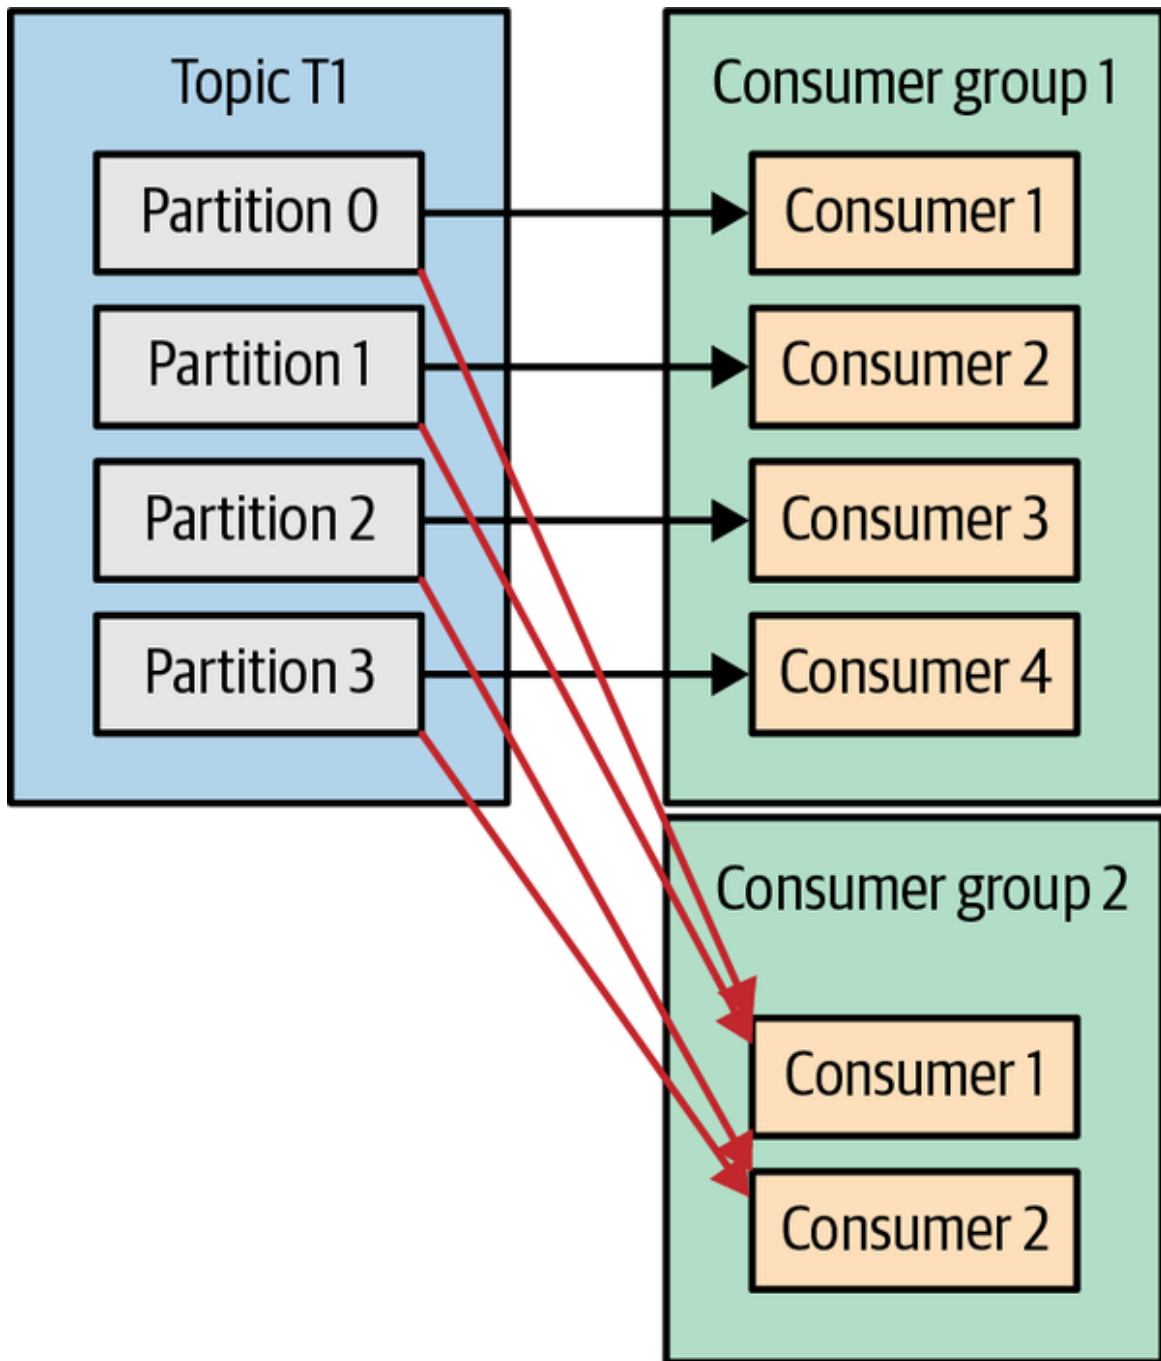 Topic T1
Partition 0
Partition 1
Partition 2
Partition 3
Consumer group 1
Consumer 1
Consumer 2
Consumer 3
Consumer 4
Consumer group 2
Consumer 1
Consumer 2